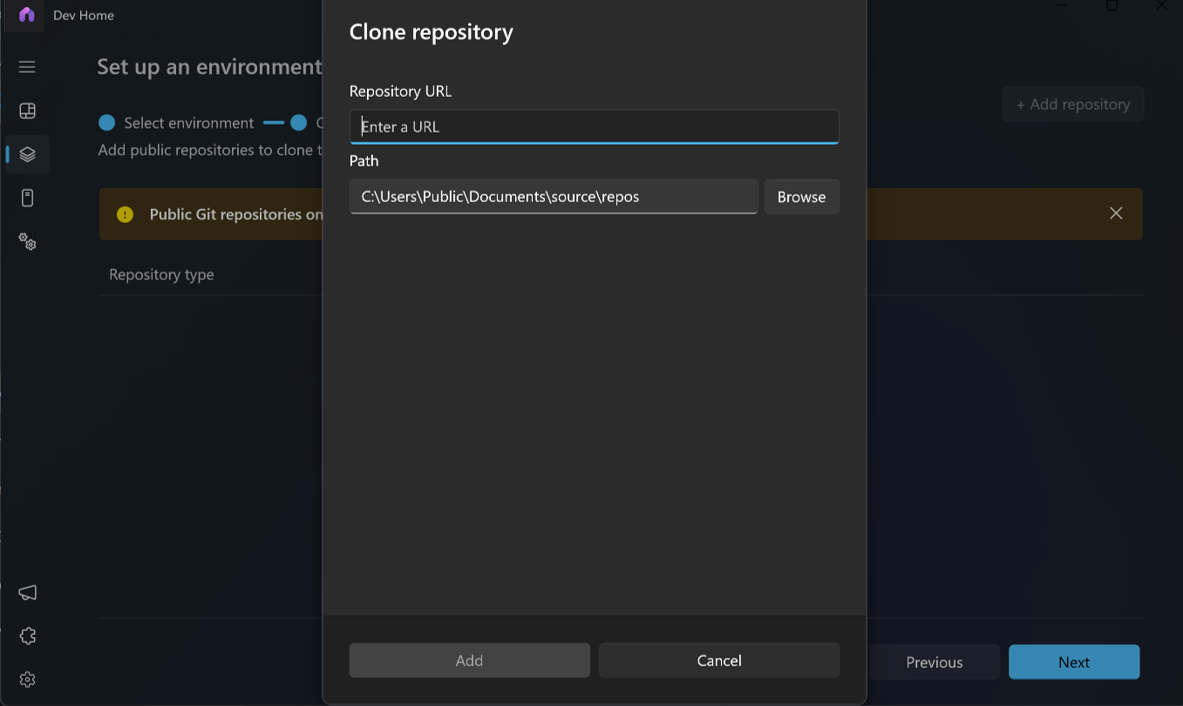 Dev Home
Clone repository
Set up an environment
Repository URL
+ Add repository
Select environment
Enter a URL
Add public repositories to clone
Path
C:\Users\Public\Documents\source\repos
Browse
Public Git repositories
Repository type
Add
Cancel
Previous
Next